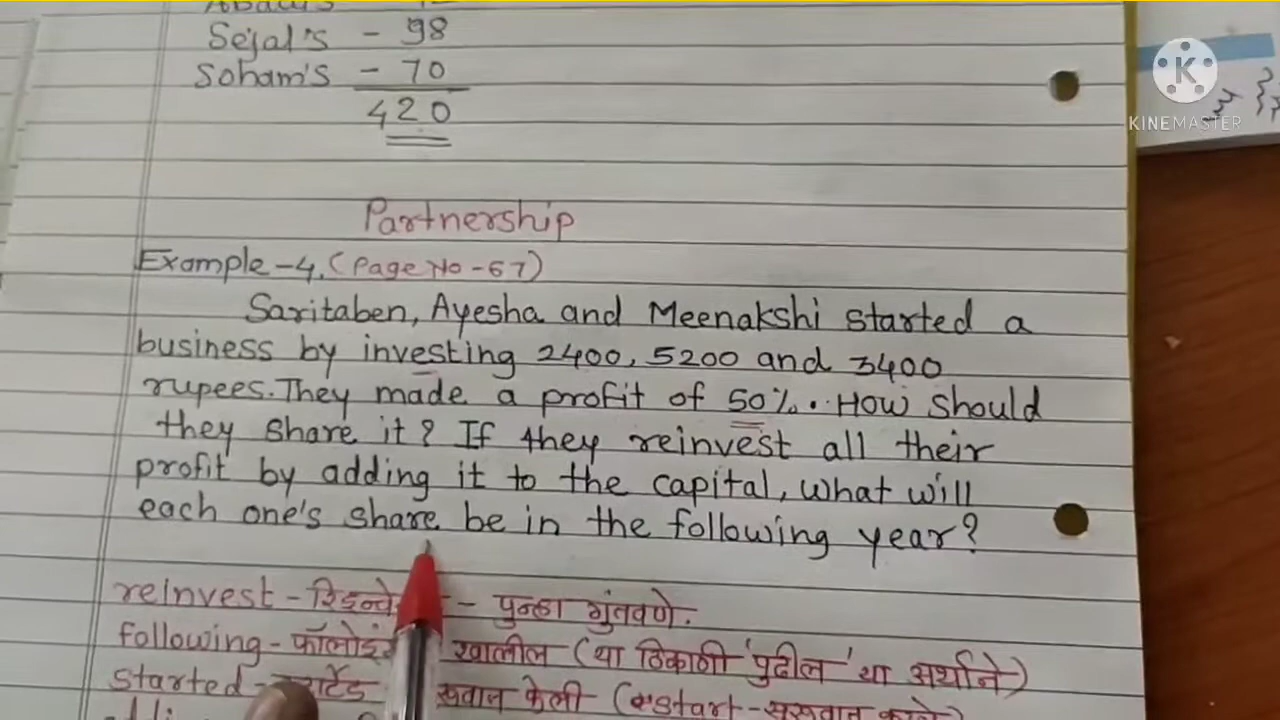 Sejal's - 98
Soham's - 70
420
K
KINEMASTER
Partnership
Example-4. (Page No -67)
Saritaben, Ayesha and Meenakshi started a
business by investing 2400, 5200 and 3400
rupees. They made a profit of 50%. How should
they share it? If they reinvest all their
profit by adding it to the capital, what will
each one's share be in the following year?
reinvest - - पुन्हा गुंतवणे.
following - खालील (या ठिकाणी 'पुढील' या अर्थाने)
started - केली (start - सुरुवात करणे)